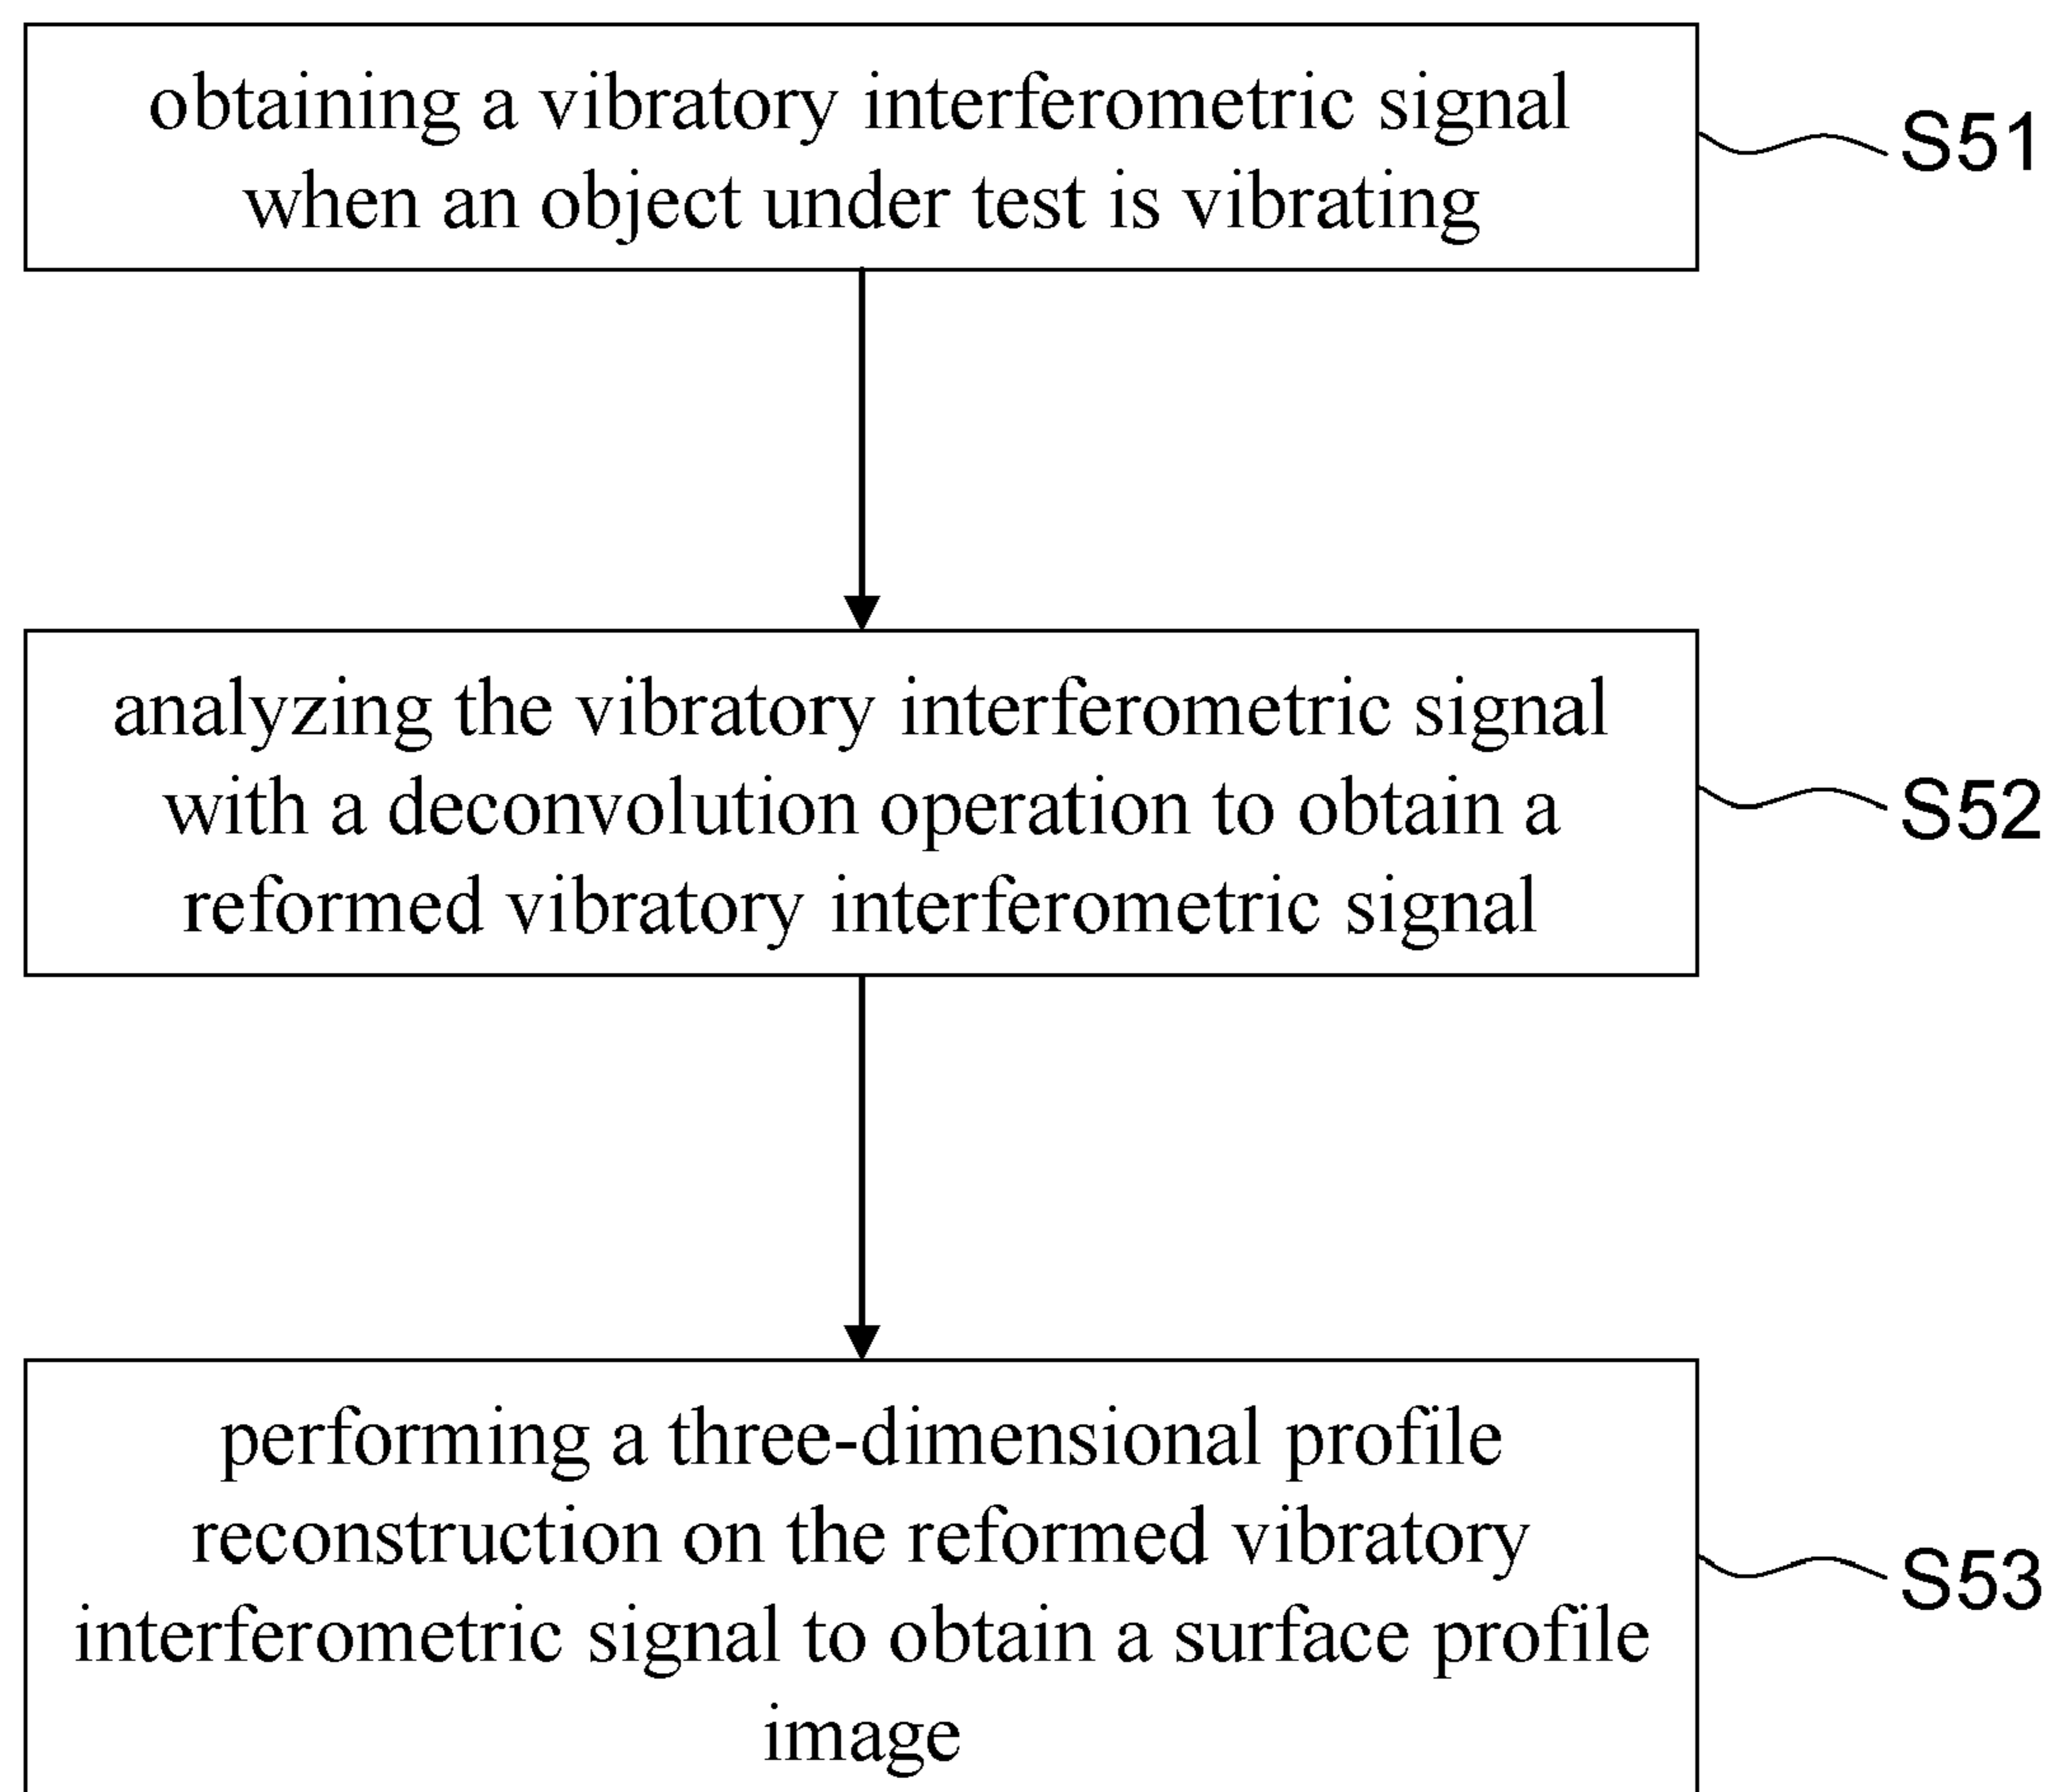 obtaining a vibratory interferometric signal
when an object under test is vibrating
S51
analyzing the vibratory interferometric signal
with a deconvolution operation to obtain a
reformed vibratory interferometric signal
S52
performing a three-dimensional profile
reconstruction on the reformed vibratory
interferometric signal to obtain a surface profile
image
S53